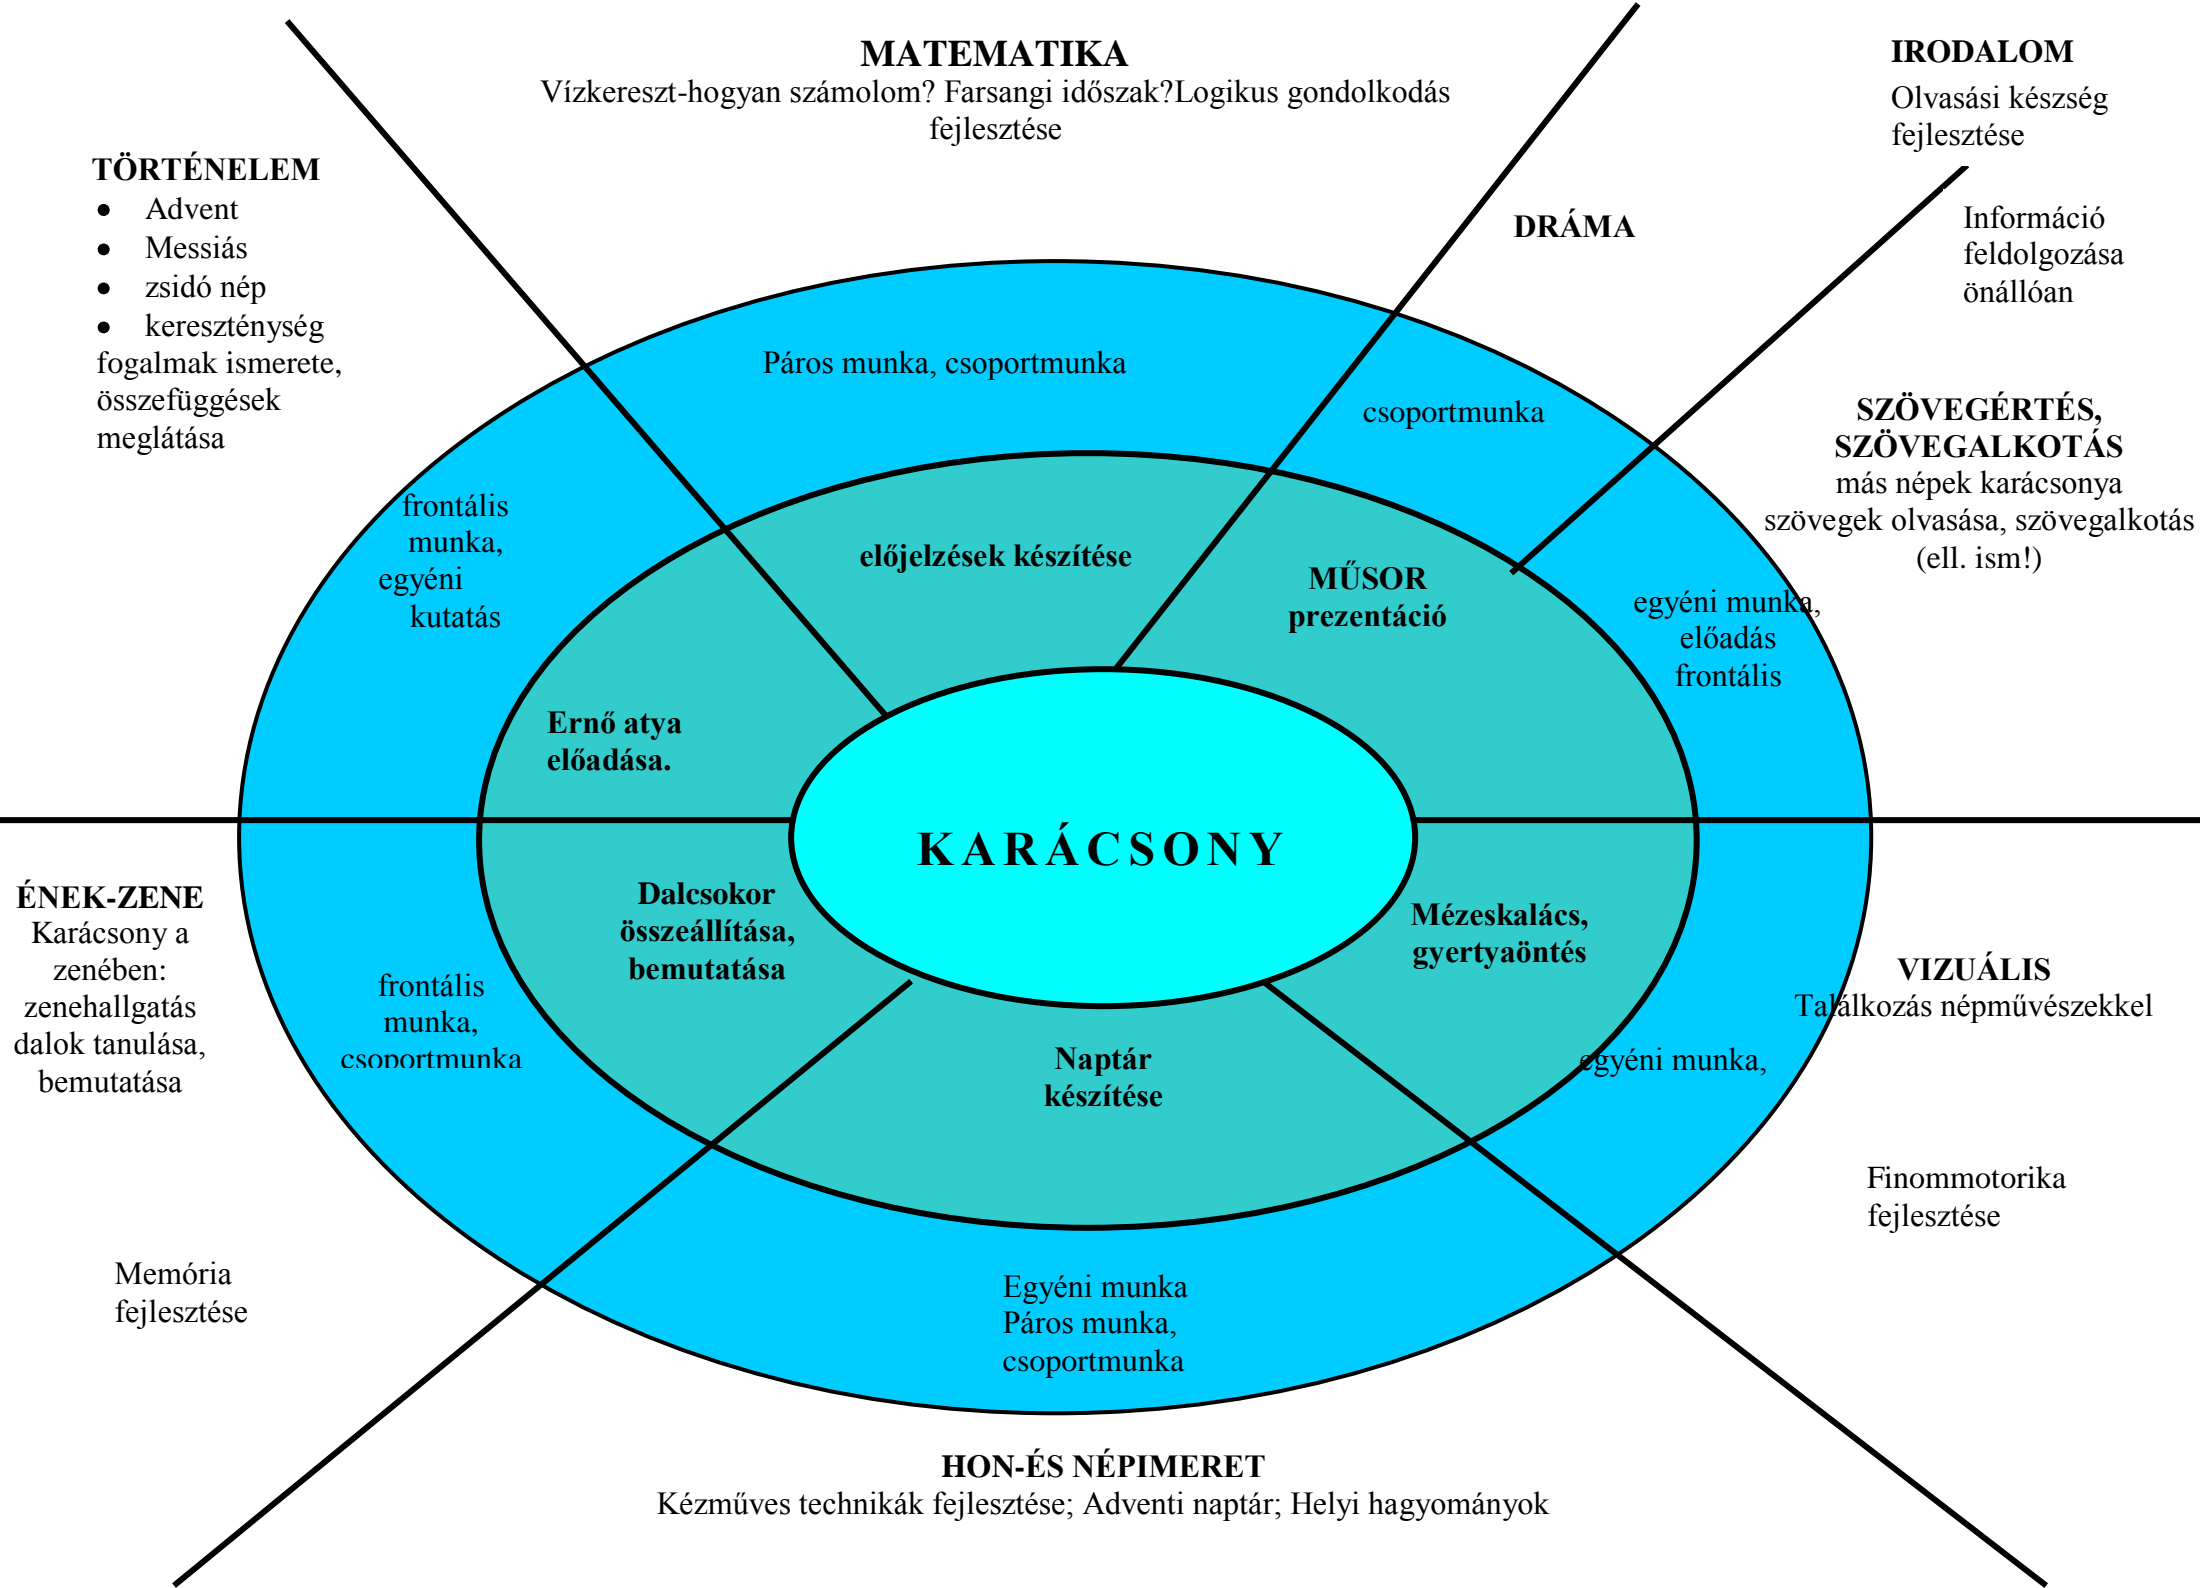 MATEMATIKA
Vízkereszt-hogyan számolom? Farsangi időszak?Logikus gondolkodás
fejlesztése
IRODALOM
Olvasási készség
fejlesztése
TÖRTÉNELEM
• Advent
• Messiás
• zsidó nép
• kereszténység
fogalmak ismerete,
összefüggések
meglátása
DRÁMA
Információ
feldolgozása
önállóan
Páros munka, csoportmunka
csoportmunka
SZÖVEGÉRTÉS,
SZÖVEGALKOTÁS
más népek karácsonya
szövegek olvasása, szövegalkotás
(ell. ism!)
frontális
munka,
egyéni
kutatás
előjelzések készítése
MŰSOR
prezentáció
egyéni munka,
előadás
frontális
Ernő atya
előadása.
KARÁCSONY
ÉNEK-ZENE
Karácsony a
zenében:
zenehallgatás
dalok tanulása,
bemutatása
Dalcsokor
összeállítása,
bemutatása
Mézeskalács,
gyertyaöntés
frontális
munka,
csoportmunka
VIZUÁLIS
Találkozás népművészekkel
Naptár
készítése
egyéni munka,
Finommotorika
fejlesztése
Memória
fejlesztése
Egyéni munka
Páros munka,
csoportmunka
HON-ÉS NÉPIMERET
Kézműves technikák fejlesztése; Adventi naptár; Helyi hagyományok